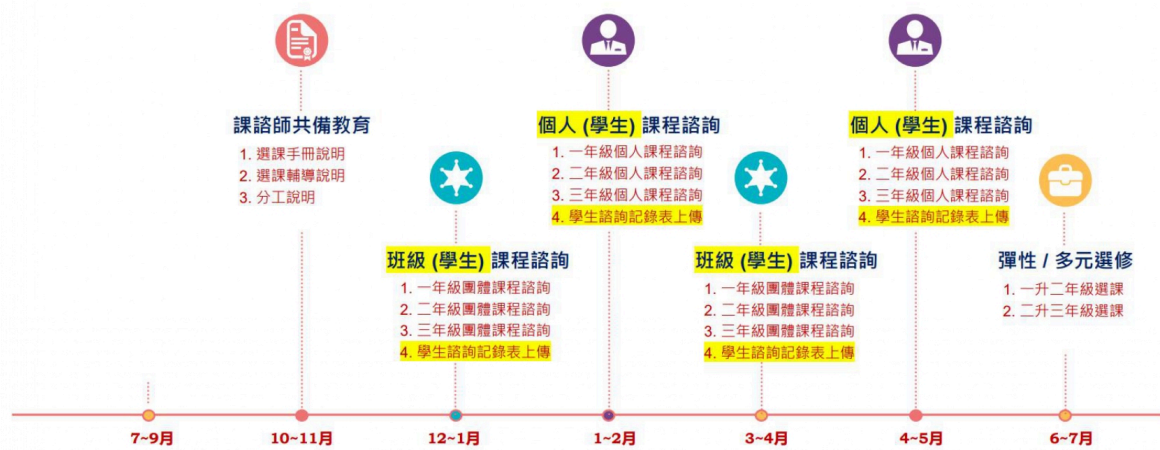 課諮師共備教育
1. 選課手冊說明
2. 選課輔導說明
3. 分工說明
班級 (學生) 課程諮詢
1. 一年級團體課程諮詢
2. 二年級團體課程諮詢
3. 三年級團體課程諮詢
4. 學生諮詢記錄表上傳
個人 (學生) 課程諮詢
1. 一年級個人課程諮詢
2. 二年級個人課程諮詢
3. 三年級個人課程諮詢
4. 學生諮詢記錄表上傳
班級 (學生) 課程諮詢
1. 一年級團體課程諮詢
2. 二年級團體課程諮詢
3. 三年級團體課程諮詢
4. 學生諮詢記錄表上傳
個人 (學生) 課程諮詢
1. 一年級個人課程諮詢
2. 二年級個人課程諮詢
3. 三年級個人課程諮詢
4. 學生諮詢記錄表上傳
彈性 / 多元選修
1. 一升二年級選課
2. 二升三年級選課
7~9月
10~11月
12~1月
1~2月
3~4月
4~5月
6~7月